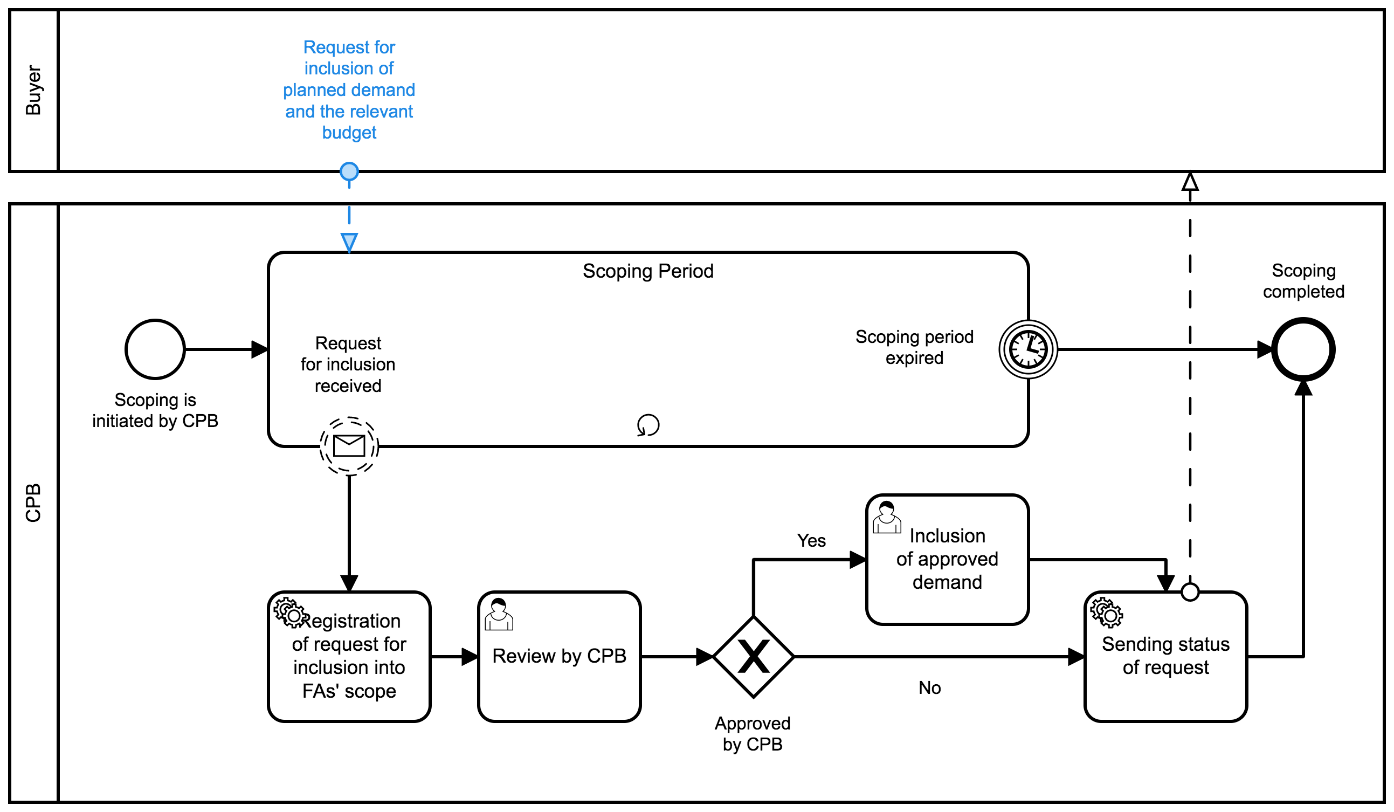 Buyer
Request for
inclusion of
planned demand
and the relevant
budget
CPB
Scoping Period
Scoping is
initiated by CPB
Request
for inclusion
received
Scoping period
expired
Scoping
completed
Registration
of request for
inclusion into
FAs' scope
Review by CPB
Approved
by CPB
Yes
No
Inclusion
of approved
demand
Sending status
of request